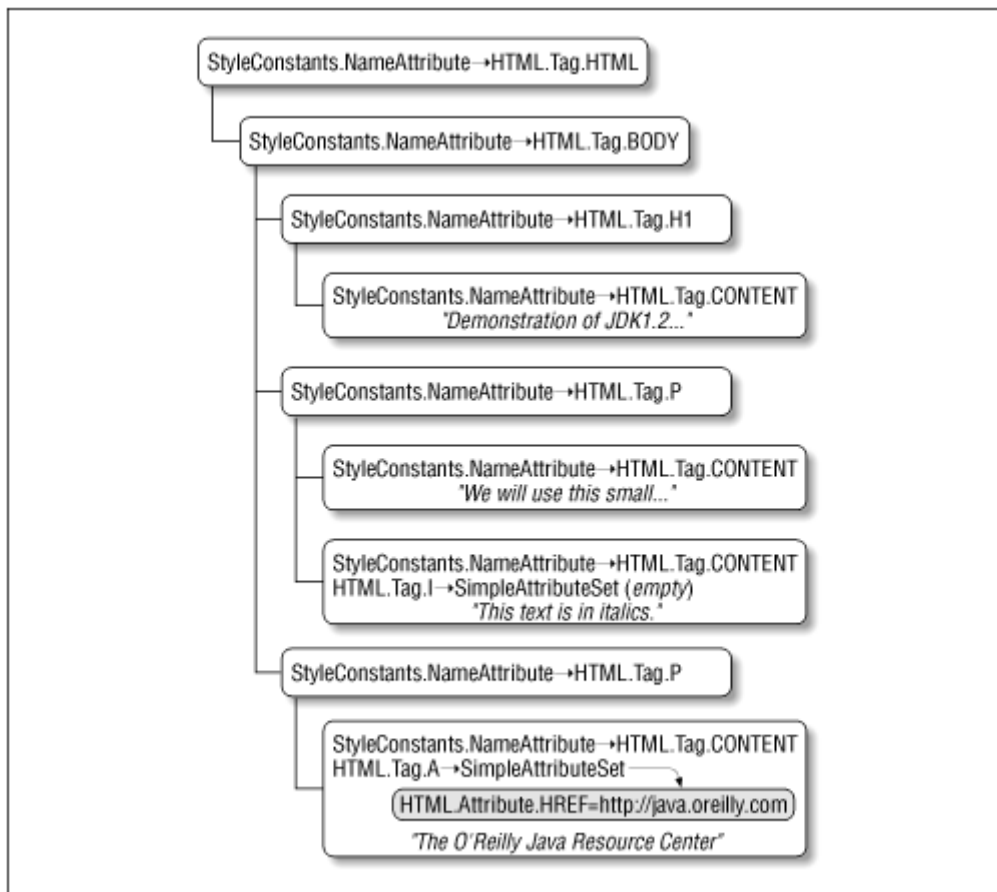 StyleConstants.NameAttribute→HTML.Tag.HTML
StyleConstants.NameAttribute→HTML.Tag.BODY
StyleConstants.NameAttribute→HTML.Tag.H1
StyleConstants.NameAttribute→HTML.Tag.CONTENT
"Demonstration of JDK1.2..."
StyleConstants.NameAttribute→HTML.Tag.P
StyleConstants.NameAttribute→HTML.Tag.CONTENT
"We will use this small..."
StyleConstants.NameAttribute→HTML.Tag.CONTENT
HTML.Tag.I→SimpleAttributeSet (empty)
"This text is in italics."
StyleConstants.NameAttribute→HTML.Tag.P
StyleConstants.NameAttribute→HTML.Tag.CONTENT
HTML.Tag.A→SimpleAttributeSet
HTML.Attribute.HREF=http://java.oreilly.com
"The O'Reilly Java Resource Center"